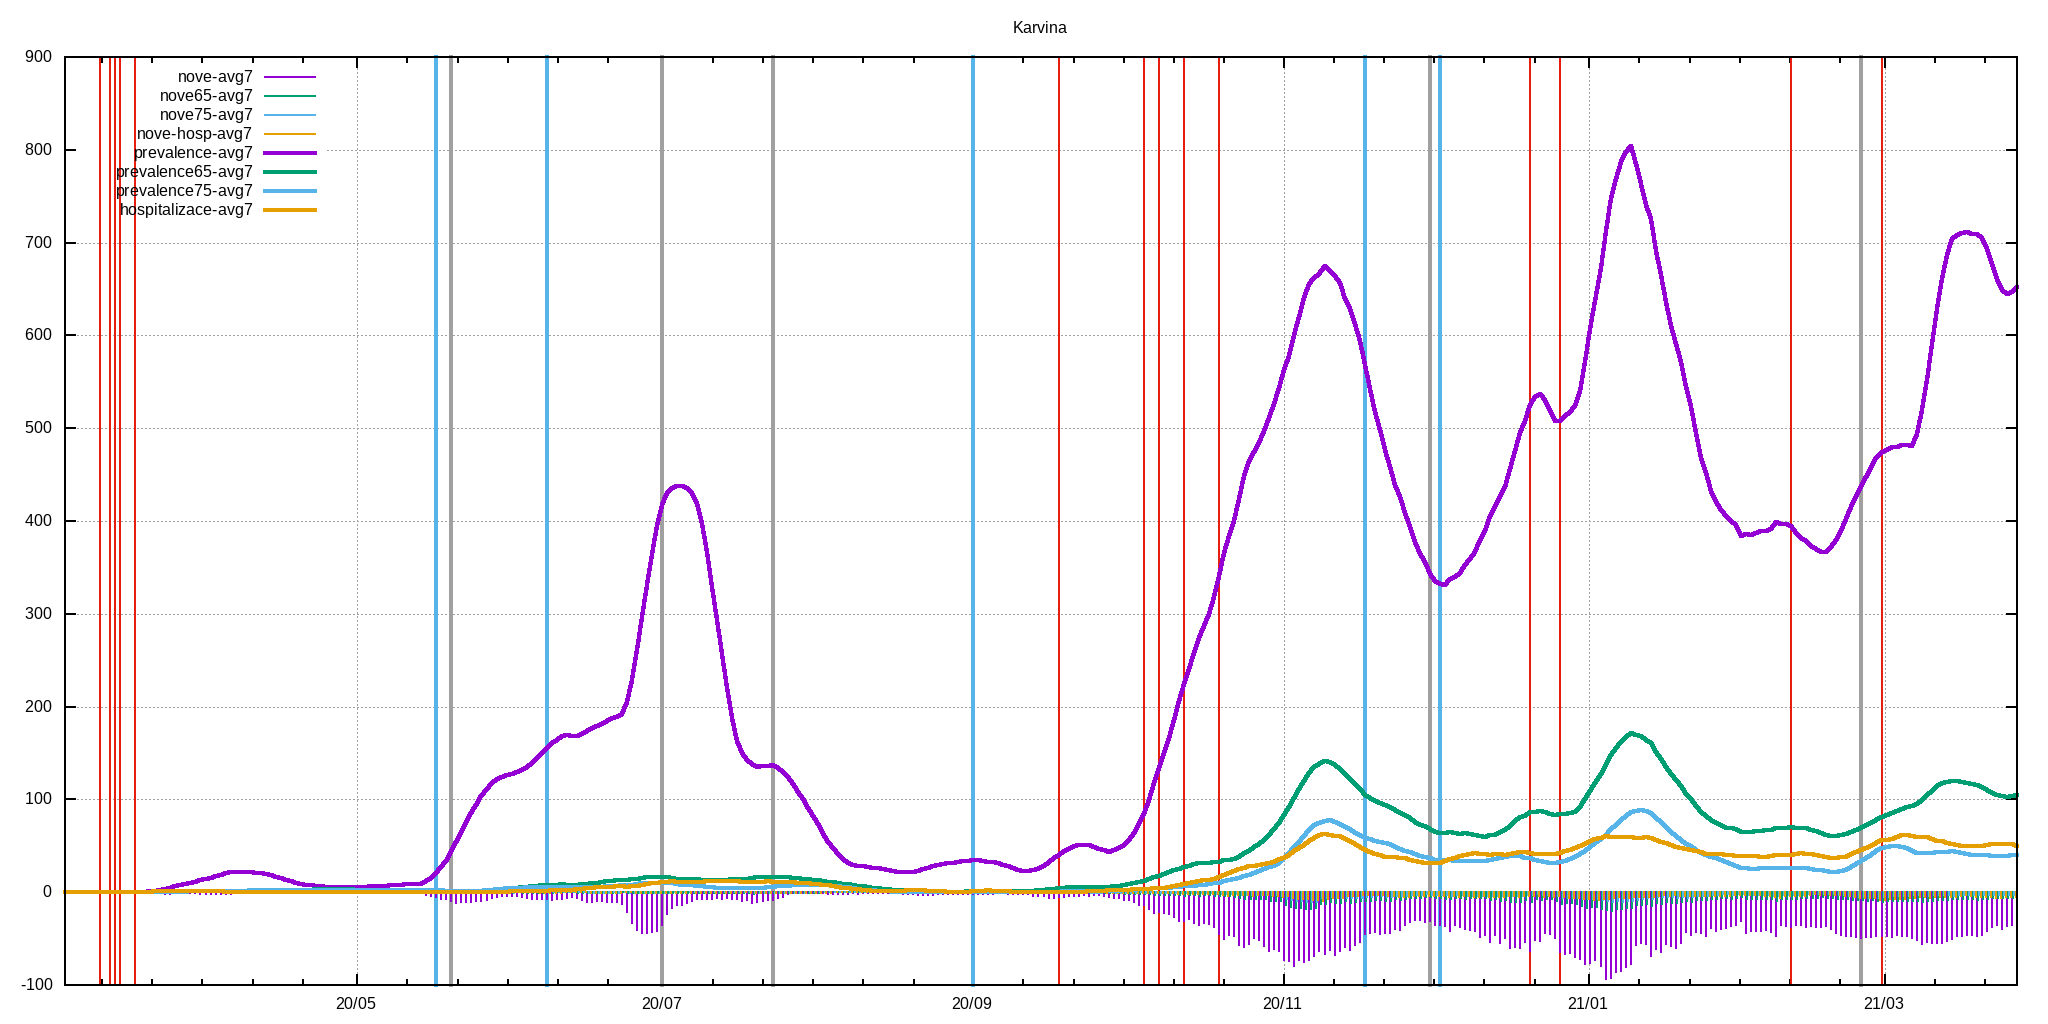 Karvina
900
800
700
600
500
400
300
200
100
0
-100
nove-avg7
nove65-avg7
nove75-avg7
nove-hosp-avg7
prevalence-avg7
prevalence65-avg7
prevalence75-avg7
hospitalizace-avg7
20/05 20/07 20/09 20/11 21/01 21/03